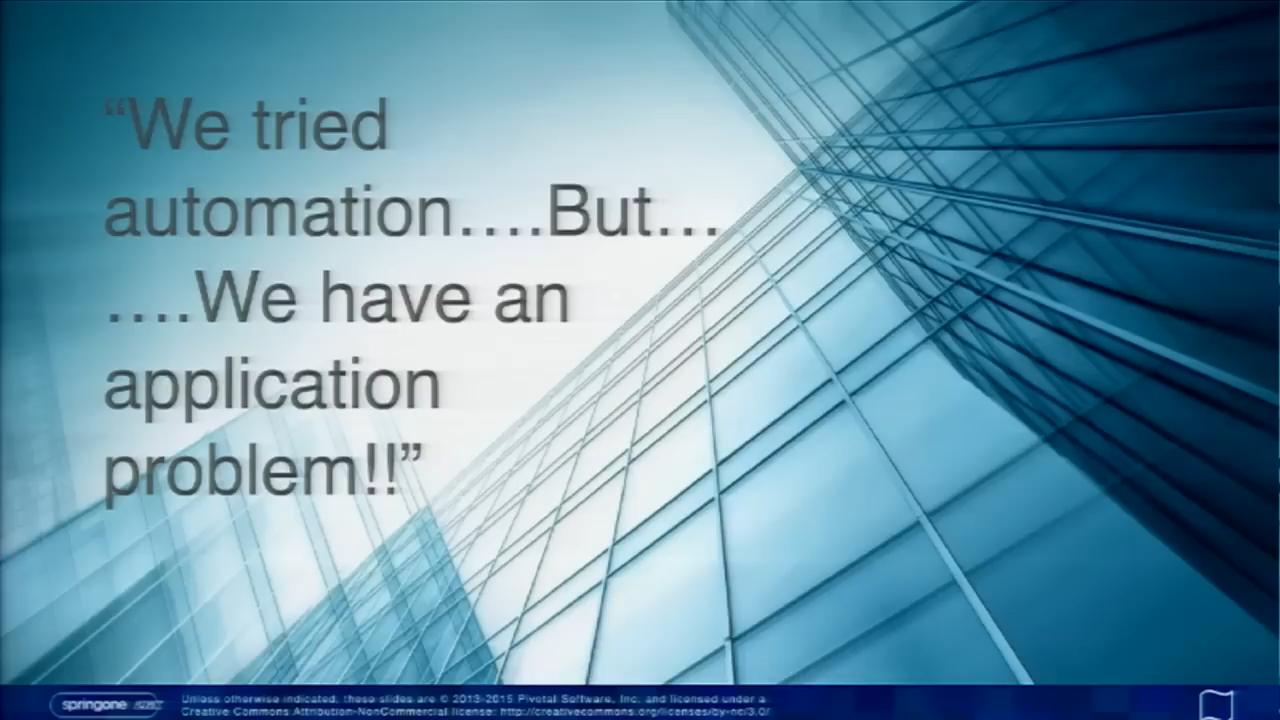 “We tried
automation….But…
….We have an
application
problem!!”
springone
Unless otherwise indicated, these slides are © 2013-2015 Pivotal Software, Inc. and licensed under a
Creative Commons Attribution-NonCommercial license: http://creativecommons.org/licenses/by-nc/3.0/